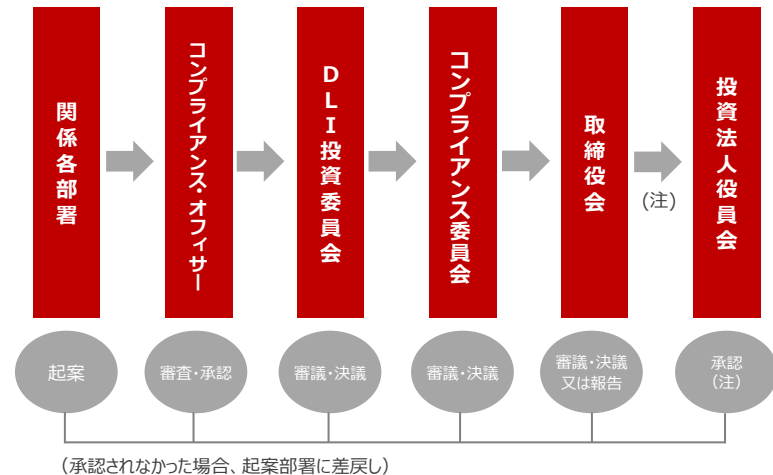 関係各部署
コンプライアンス・オフィサー
DLI投資委員会
コンプライアンス委員会
取締役会
(注)
投資法人役員会
起案
審査・承認
審議・決議
審議・決議
審議・決議
又は報告
承認
(注)
(承認されなかった場合、起案部署に差戻し)